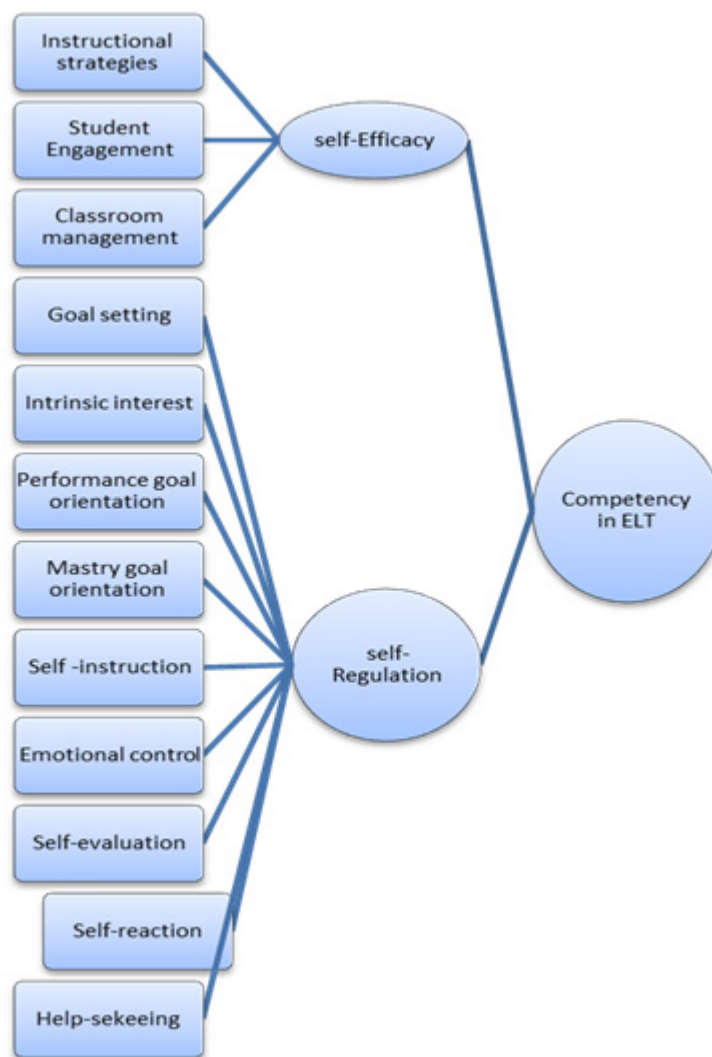 Instructional
strategies
Student
Engagement
Classroom
management
Goal setting
Intrinsic interest
Performance goal
orientation
Mastry goal
orientation
Self -instruction
Emotional control
Self-evaluation
Self-reaction
Help-sekeeing
self-Efficacy
self-
Regulation
Competency
in ELT